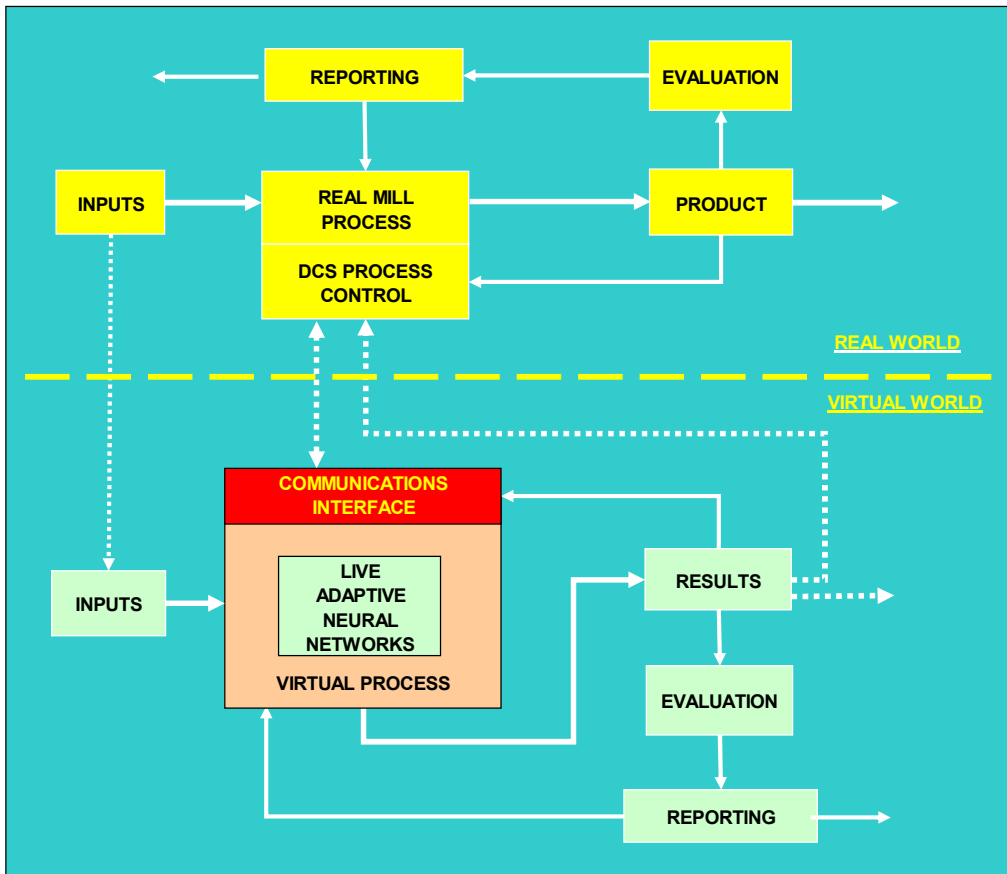 REPORTING
EVALUATION
INPUTS
REAL MILL
PROCESS
PRODUCT
DCS PROCESS
CONTROL
REAL WORLD
VIRTUAL WORLD
COMMUNICATIONS
INTERFACE
INPUTS
LIVE
ADAPTIVE
NEURAL
NETWORKS
RESULTS
VIRTUAL PROCESS
EVALUATION
REPORTING